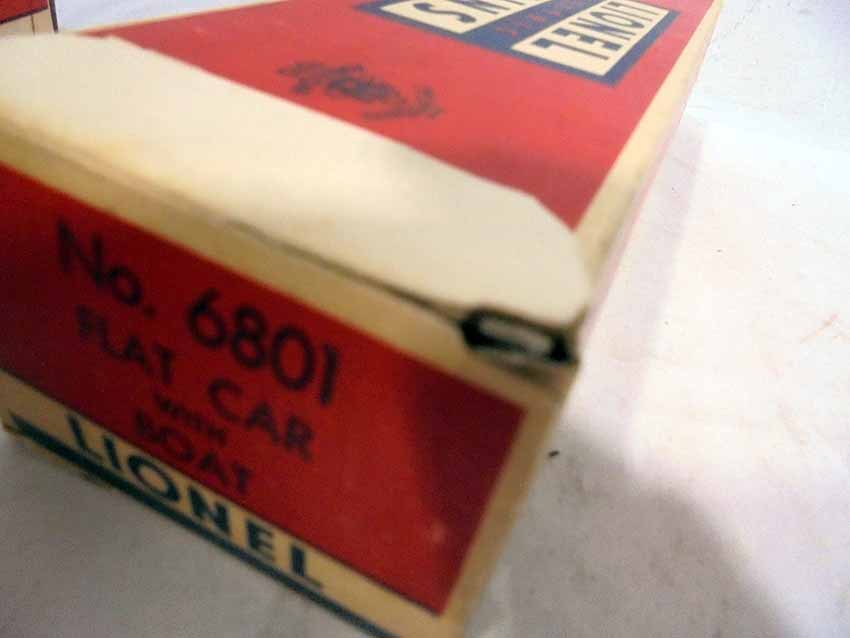 No. 6801
FLAT CAR
WITH
BOAT
LIONEL
LIONEL